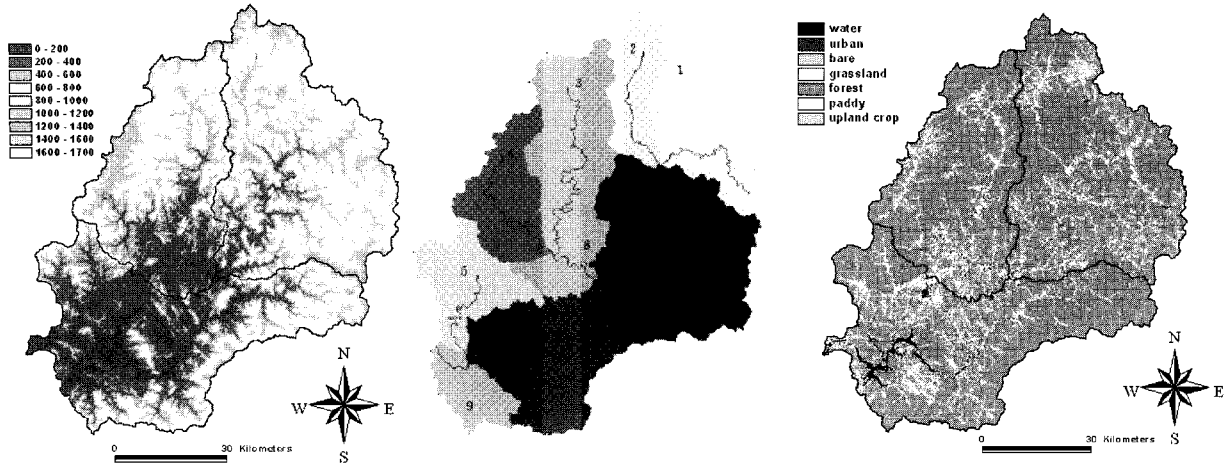 0 - 200
200 - 400
400 - 600
600 - 800
800 - 1000
1000 - 1200
1200 - 1400
1400 - 1600
1600 - 1700
N
W E
S
0 30 Kilometers
2
1
3
8
5
9
water
urban
bare
grassland
forest
paddy
upland crop
N
W E
S
0 30 Kilometers